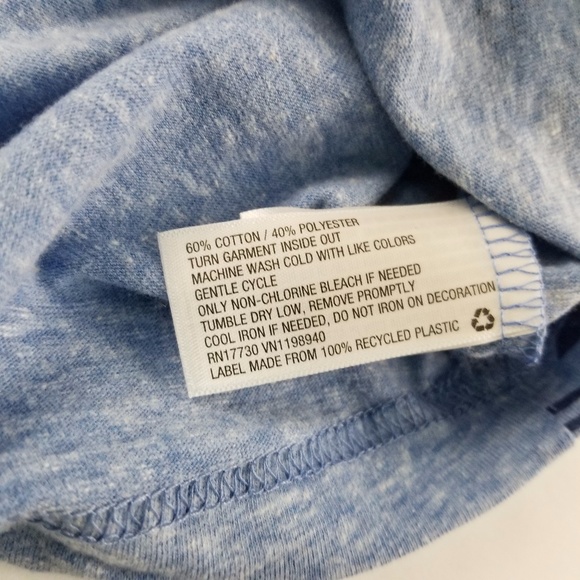 60% COTTON / 40% POLYESTER
TURN GARMENT INSIDE OUT
MACHINE WASH COLD WITH LIKE COLORS
GENTLE CYCLE
ONLY NON-CHLORINE BLEACH IF NEEDED
TUMBLE DRY LOW, REMOVE PROMPTLY
COOL IRON IF NEEDED, DO NOT IRON ON DECORATION
RN17730 VN1198940
LABEL MADE FROM 100% RECYCLED PLASTIC